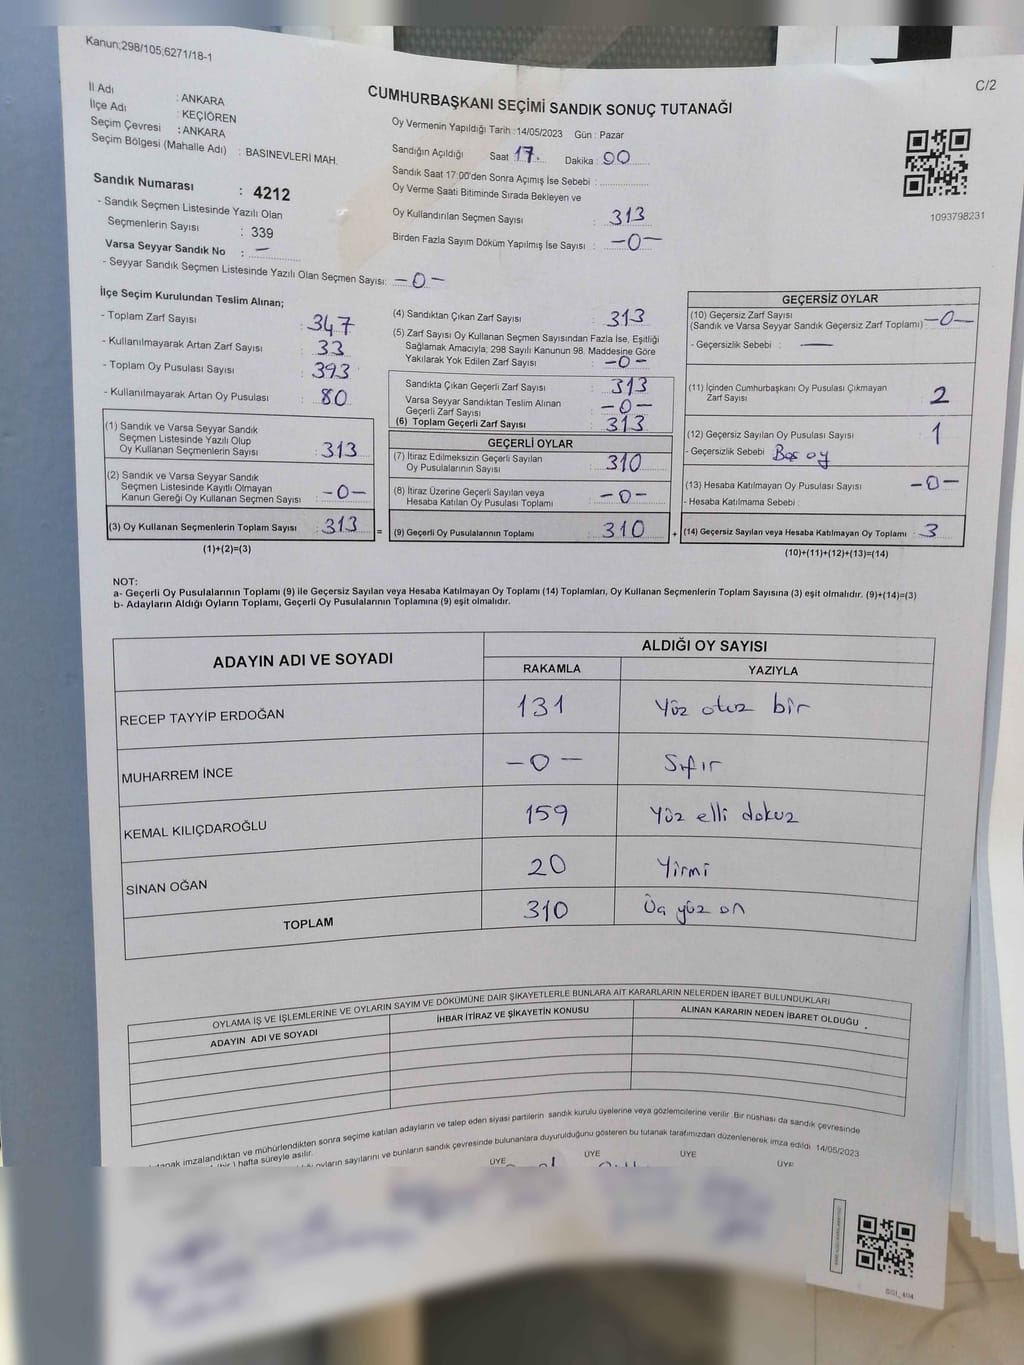 Kanun;298/105,6271/18-1
C/2
CUMHURBAŞKANI SEÇİMİ SANDIK SONUÇ TUTANAĞI
İl Adı : ANKARA
İlçe Adı : KEÇİÖREN
Seçim Çevresi : ANKARA
Seçim Bölgesi (Mahalle Adı) : BASINEVLERİ MAH.
Sandık Numarası : 4212
- Sandık Seçmen Listesinde Yazılı Olan
Seçmenlerin Sayısı : 339
Varsa Seyyar Sandık No : —
- Seyyar Sandık Seçmen Listesinde Yazılı Olan Seçmen Sayısı: -0-
Oy Vermenin Yapıldığı Tarih : 14/05/2023 Gün : Pazar
Sandığın Açıldığı Saat 17. Dakika : 00
Sandık Saat 17:00'den Sonra Açımış İse Sebebi :
Oy Verme Saati Bitiminde Sırada Bekleyen ve
Oy Kullandırılan Seçmen Sayısı : 313
Birden Fazla Sayım Döküm Yapılmış İse Sayısı : -0-
1093798231
İlçe Seçim Kurulundan Teslim Alınan;
- Toplam Zarf Sayısı : 347
- Kullanılmayarak Artan Zarf Sayısı : 33
- Toplam Oy Pusulası Sayısı : 393
- Kullanılmayarak Artan Oy Pusulası : 80
(1) Sandık ve Varsa Seyyar Sandık
Seçmen Listesinde Yazılı Olup
Oy Kullanan Seçmenlerin Sayısı : 313
(2) Sandık ve Varsa Seyyar Sandık
Seçmen Listesinde Kayıtlı Olmayan
Kanun Gereği Oy Kullanan Seçmen Sayısı : -0-
(3) Oy Kullanan Seçmenlerin Toplam Sayısı : 313 =
(1)+(2)=(3)
(4) Sandıktan Çıkan Zarf Sayısı : 313
(5) Zarf Sayısı Oy Kullanan Seçmen Sayısından Fazla İse, Eşitliği
Sağlamak Amacıyla; 298 Sayılı Kanunun 98. Maddesine Göre
Yakılarak Yok Edilen Zarf Sayısı : -0-
Sandıkta Çıkan Geçerli Zarf Sayısı : 313
Varsa Seyyar Sandıktan Teslim Alınan
Geçerli Zarf Sayısı : -0-
(6) Toplam Geçerli Zarf Sayısı : 313
GEÇERLİ OYLAR
(7) İtiraz Edilmeksizin Geçerli Sayılan
Oy Pusulalarının Sayısı : 310
(8) İtiraz Üzerine Geçerli Sayılan veya
Hesaba Katılan Oy Pusulası Toplamı : -0-
(9) Geçerli Oy Pusulalarının Toplamı : 310 +
GEÇERSİZ OYLAR
(10) Geçersiz Zarf Sayısı
(Sandık ve Varsa Seyyar Sandık Geçersiz Zarf Toplamı) : -0-
- Geçersizlik Sebebi : —
(11) İçinden Cumhurbaşkanı Oy Pusulası Çıkmayan
Zarf Sayısı 2
(12) Geçersiz Sayılan Oy Pusulası Sayısı : 1
- Geçersizlik Sebebi Boş oy
(13) Hesaba Katılmayan Oy Pusulası Sayısı : -0-
- Hesaba Katılmama Sebebi :
(14) Geçersiz Sayılan veya Hesaba Katılmayan Oy Toplamı : 3
(10)+(11)+(12)+(13)=(14)
NOT:
a- Geçerli Oy Pusulalarının Toplamı (9) ile Geçersiz Sayılan veya Hesaba Katılmayan Oy Toplamı (14) Toplamları, Oy Kullanan Seçmenlerin Toplam Sayısına (3) eşit olmalıdır. (9)+(14)=(3)
b- Adayların Aldığı Oyların Toplamı, Geçerli Oy Pusulalarının Toplamına (9) eşit olmalıdır.
ADAYIN ADI VE SOYADI ALDIĞI OY SAYISI
RAKAMLA YAZIYLA
RECEP TAYYİP ERDOĞAN 131 Yüz otuz bir
MUHARREM İNCE -0- Sıfır
KEMAL KILIÇDAROĞLU 159 Yüz elli dokuz
SİNAN OĞAN 20 Yirmi
TOPLAM 310 Üç yüz on
OYLAMA İŞ VE İŞLEMLERİNE VE OYLARIN SAYIM VE DÖKÜMÜNE DAİR ŞİKAYETLERLE BUNLARA AİT KARARLARIN NELERDEN İBARET BULUNDUKLARI
ADAYIN ADI VE SOYADI İHBAR İTİRAZ VE ŞİKAYETİN KONUSU ALINAN KARARIN NEDEN İBARET OLDUĞU
imzalandıktan ve mühürlendikten sonra seçime katılan adayların ve talep eden siyasi partilerin sandık kurulu üyelerine veya gözlemcilerine verilir .Bir nüshası da sandık çevresinde
hafta süreyle asılır.
oyların sayılarını ve bunların sandık çevresinde bulunanlara duyurulduğunu gösteren bu tutanak tarafımızdan düzenlenerek imza edildi. 14/05/2023
ÜYE ÜYE ÜYE ÜYE